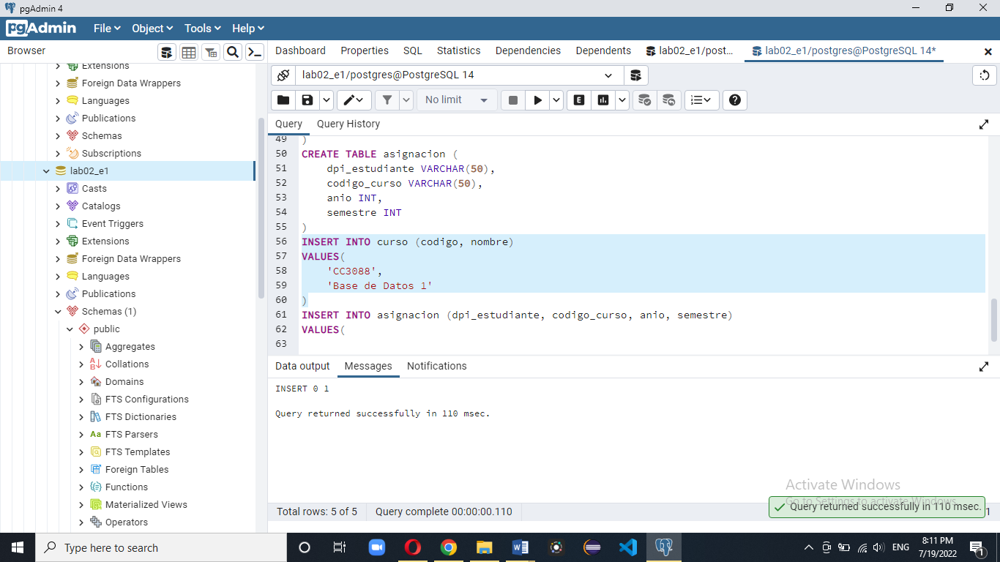 pgAdmin 4
pgAdmin File Object Tools Help
Browser
Dashboard Properties SQL Statistics Dependencies Dependents lab02_e1/post... lab02_e1/postgres@PostgreSQL 14*
lab02_e1/postgres@PostgreSQL 14
No limit
E
Query Query History
Extensions
Foreign Data Wrappers
Languages
Publications
Schemas
Subscriptions
lab02_e1
Casts
Catalogs
Event Triggers
Extensions
Foreign Data Wrappers
Languages
Publications
Schemas (1)
public
Aggregates
Collations
Domains
FTS Configurations
FTS Dictionaries
Aa FTS Parsers
FTS Templates
Foreign Tables
Functions
Materialized Views
Operators
49 )
50 CREATE TABLE asignacion (
51 dpi_estudiante VARCHAR(50),
52 codigo_curso VARCHAR(50),
53 anio INT,
54 semestre INT
55 )
56 INSERT INTO curso (codigo, nombre)
57 VALUES(
58 'CC3088',
59 'Base de Datos 1'
60 )
61 INSERT INTO asignacion (dpi_estudiante, codigo_curso, anio, semestre)
62 VALUES(
63
Data output Messages Notifications
INSERT 0 1
Query returned successfully in 110 msec.
Activate Windows
Go to Settings to activate Windows.
Query returned successfully in 110 msec.
Total rows: 5 of 5 Query complete 00:00:00.110
1
Type here to search
ENG
8:11 PM
7/19/2022
1